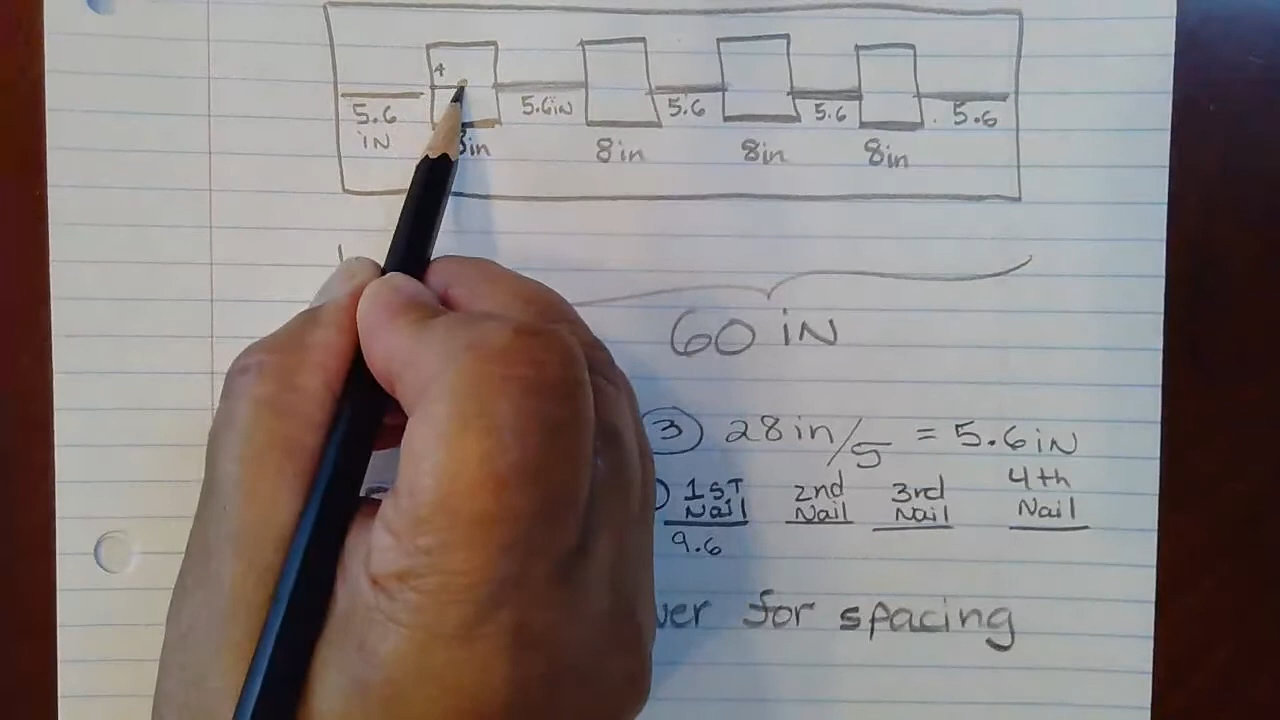 4
5.6 5.6iN 5.6 5.6 5.6
iN in 8in 8in 8in
60 iN
3 28in/5 = 5.6iN
1ST 2nd 3rd 4th
Nail Nail Nail Nail
9.6
for spacing